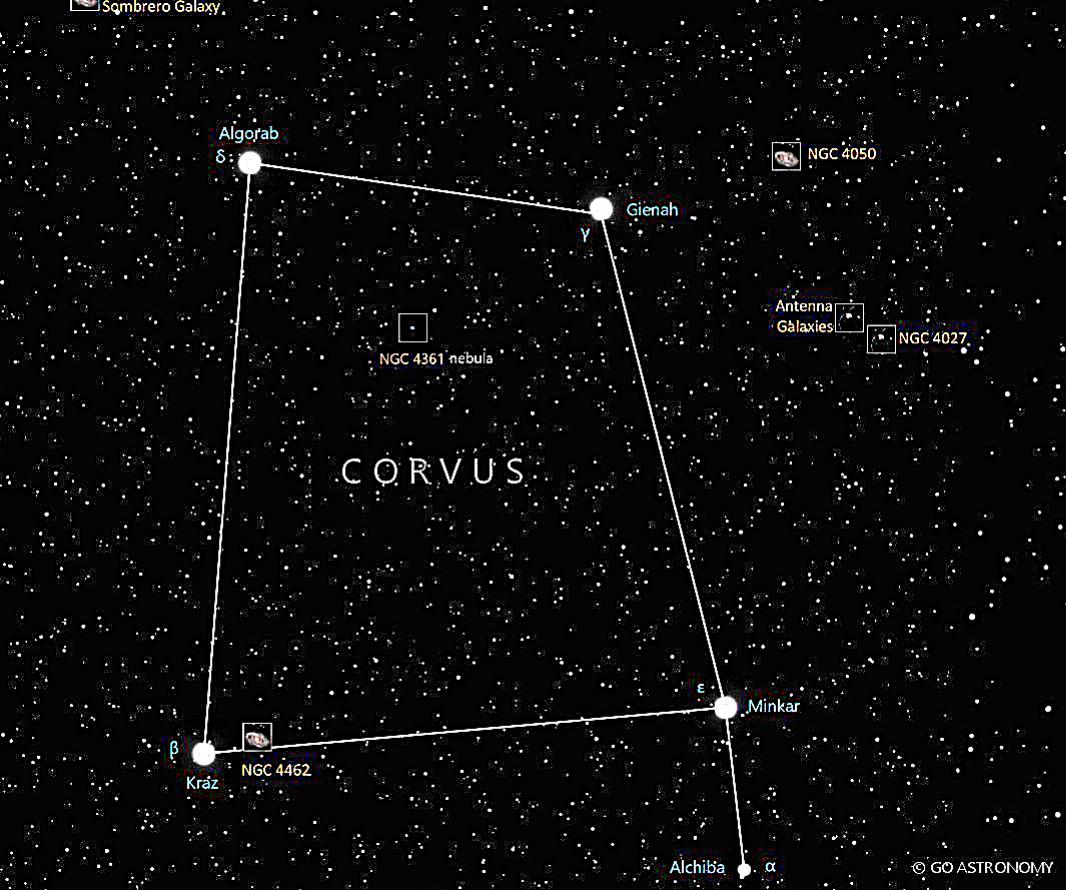 Sombrero Galaxy
Algorab
δ
NGC 4050
Gienah
γ
Antenna
Galaxies
NGC 4027
NGC 4361 nebula
CORVUS
ε
Minkar
β
NGC 4462
Kraz
Alchiba
α
© GO ASTRONOMY